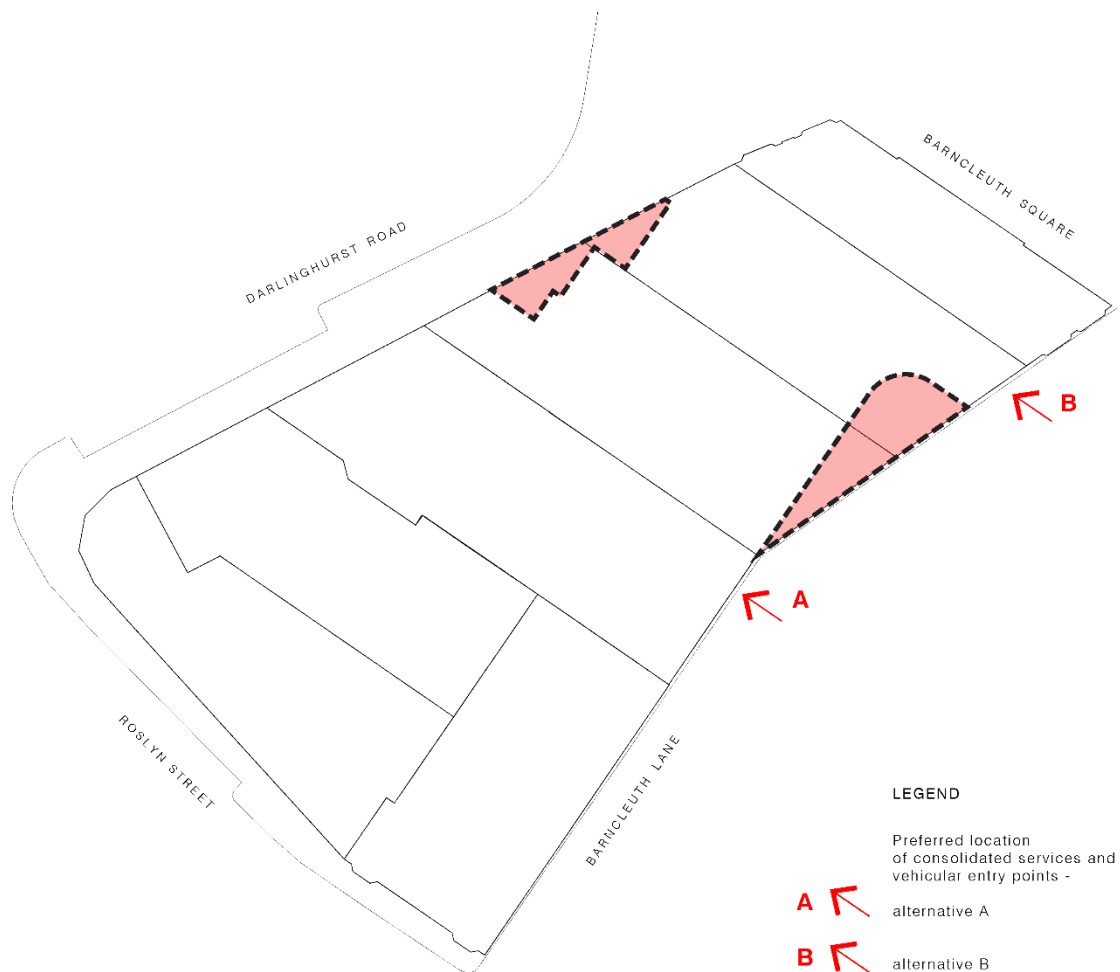 BARNCLEUTH SQUARE
DARLINGHURST ROAD
B
A
ROSLYN STREET
BARNCLEUTH LANE
LEGEND
Preferred location
of consolidated services and
vehicular entry points -
A alternative A
B alternative B